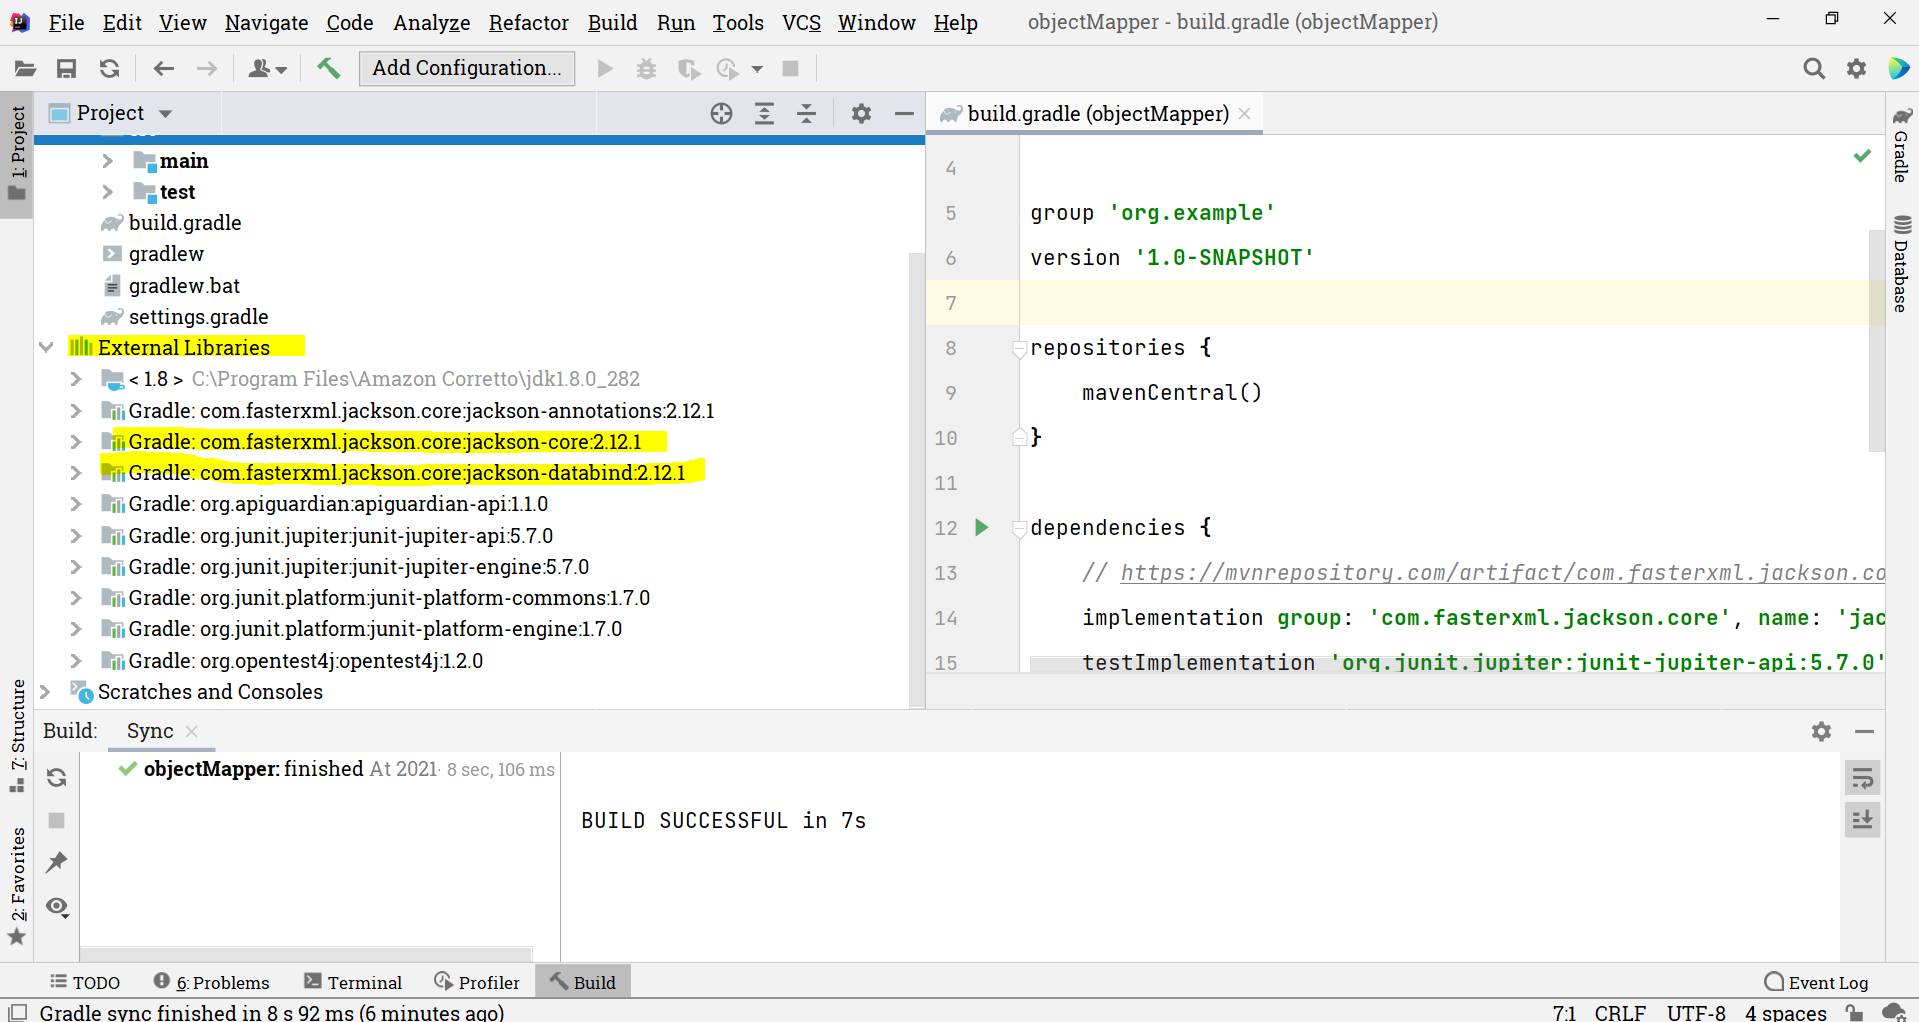 File Edit View Navigate Code Analyze Refactor Build Run Tools VCS Window Help objectMapper - build.gradle (objectMapper)
Add Configuration...
1: Project
Project
main
test
build.gradle
gradlew
gradlew.bat
settings.gradle
External Libraries
< 1.8 > C:\Program Files\Amazon Corretto\jdk1.8.0_282
Gradle: com.fasterxml.jackson.core:jackson-annotations:2.12.1
Gradle: com.fasterxml.jackson.core:jackson-core:2.12.1
Gradle: com.fasterxml.jackson.core:jackson-databind:2.12.1
Gradle: org.apiguardian:apiguardian-api:1.1.0
Gradle: org.junit.jupiter:junit-jupiter-api:5.7.0
Gradle: org.junit.jupiter:junit-jupiter-engine:5.7.0
Gradle: org.junit.platform:junit-platform-commons:1.7.0
Gradle: org.junit.platform:junit-platform-engine:1.7.0
Gradle: org.opentest4j:opentest4j:1.2.0
Scratches and Consoles
build.gradle (objectMapper)
4
5 group 'org.example'
6 version '1.0-SNAPSHOT'
7
8 repositories {
9 mavenCentral()
10 }
11
12 dependencies {
13 // https://mvnrepository.com/artifact/com.fasterxml.jackson.co
14 implementation group: 'com.fasterxml.jackson.core', name: 'jac
15 testImplementation 'org.junit.jupiter:junit-jupiter-api:5.7.0'
Gradle
Database
7: Structure
2: Favorites
Build: Sync
objectMapper: finished At 2021 8 sec, 106 ms
BUILD SUCCESSFUL in 7s
TODO 6: Problems Terminal Profiler Build Event Log
Gradle sync finished in 8 s 92 ms (6 minutes ago) 7:1 CRLF UTF-8 4 spaces